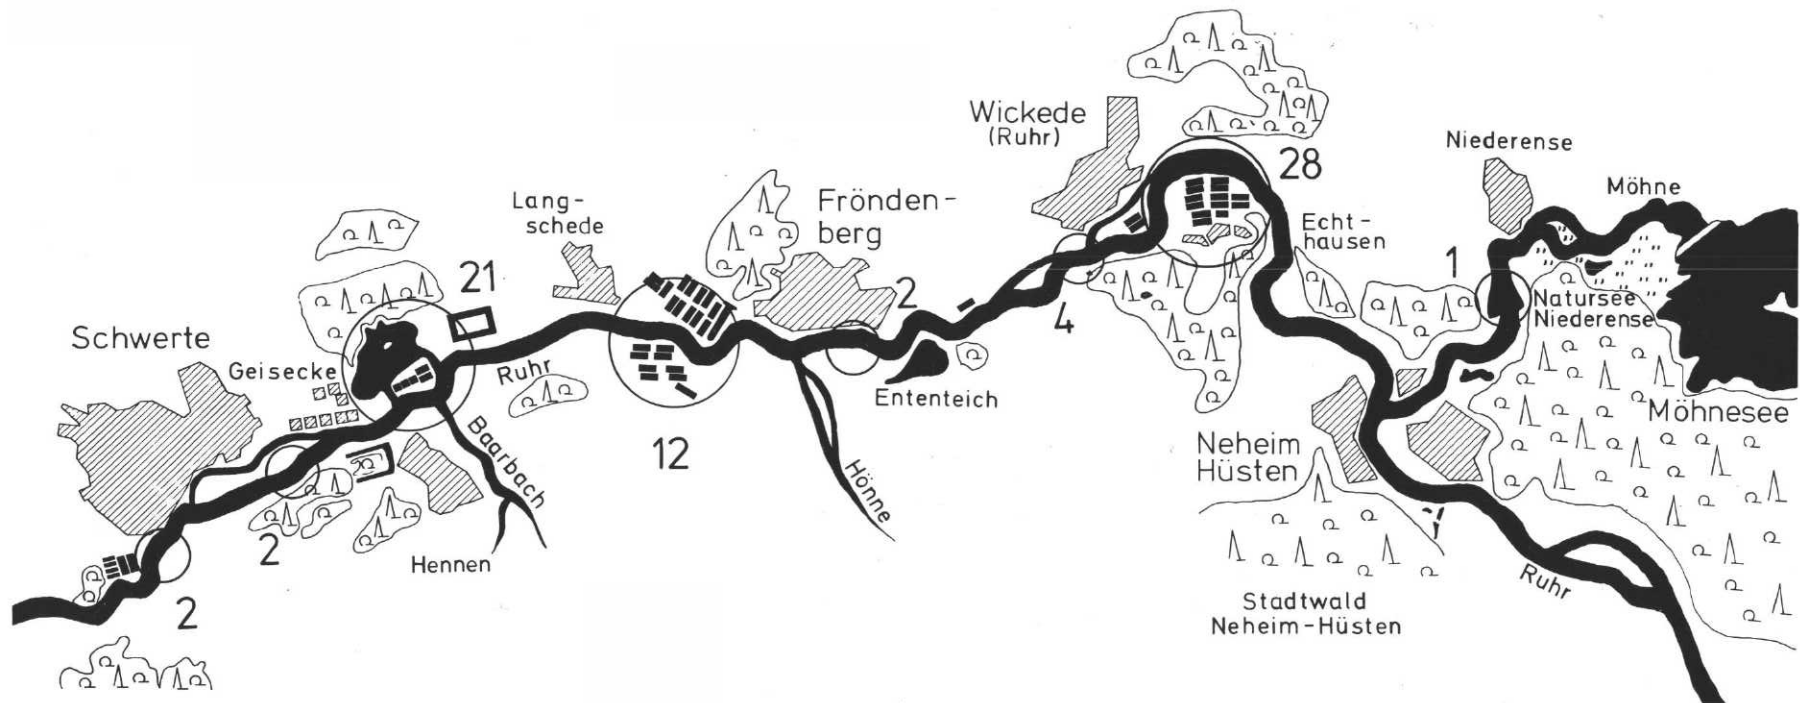 Wickede
(Ruhr)
28
Niederense
Möhne
Lang-
schede
Frönden-
berg
Echt-
hausen
21
2
1
4
Natursee
Niederense
Schwerte
Geisecke
Ruhr
Ententeich
Möhnesee
12
Baarbach
Hönne
Neheim
Hüsten
2
Hennen
Ruhr
2
Stadtwald
Neheim-Hüsten